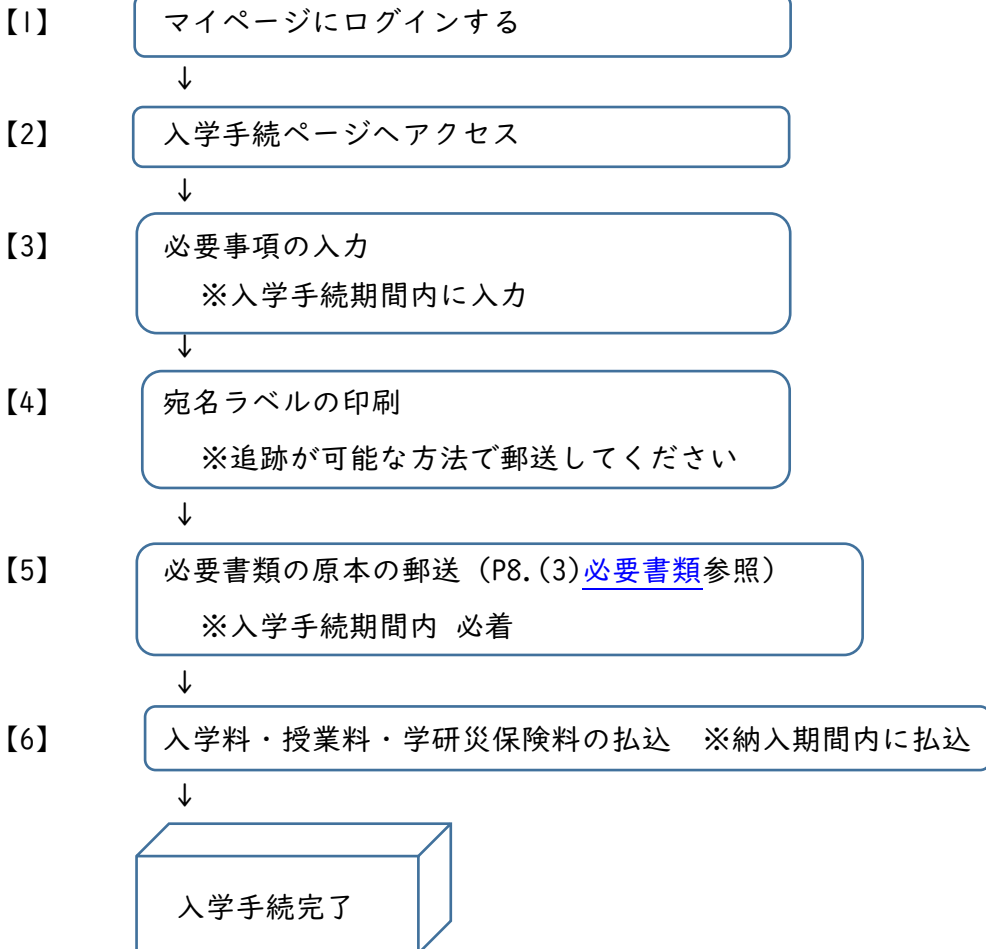 【1】 マイページにログインする
↓
【2】 入学手続ページへアクセス
↓
【3】 必要事項の入力
※入学手続期間内に入力
↓
【4】 宛名ラベルの印刷
※追跡が可能な方法で郵送してください
↓
【5】 必要書類の原本の郵送（P8.(3)必要書類参照）
※入学手続期間内 必着
↓
【6】 入学料・授業料・学研災保険料の払込 ※納入期間内に払込
↓
入学手続完了